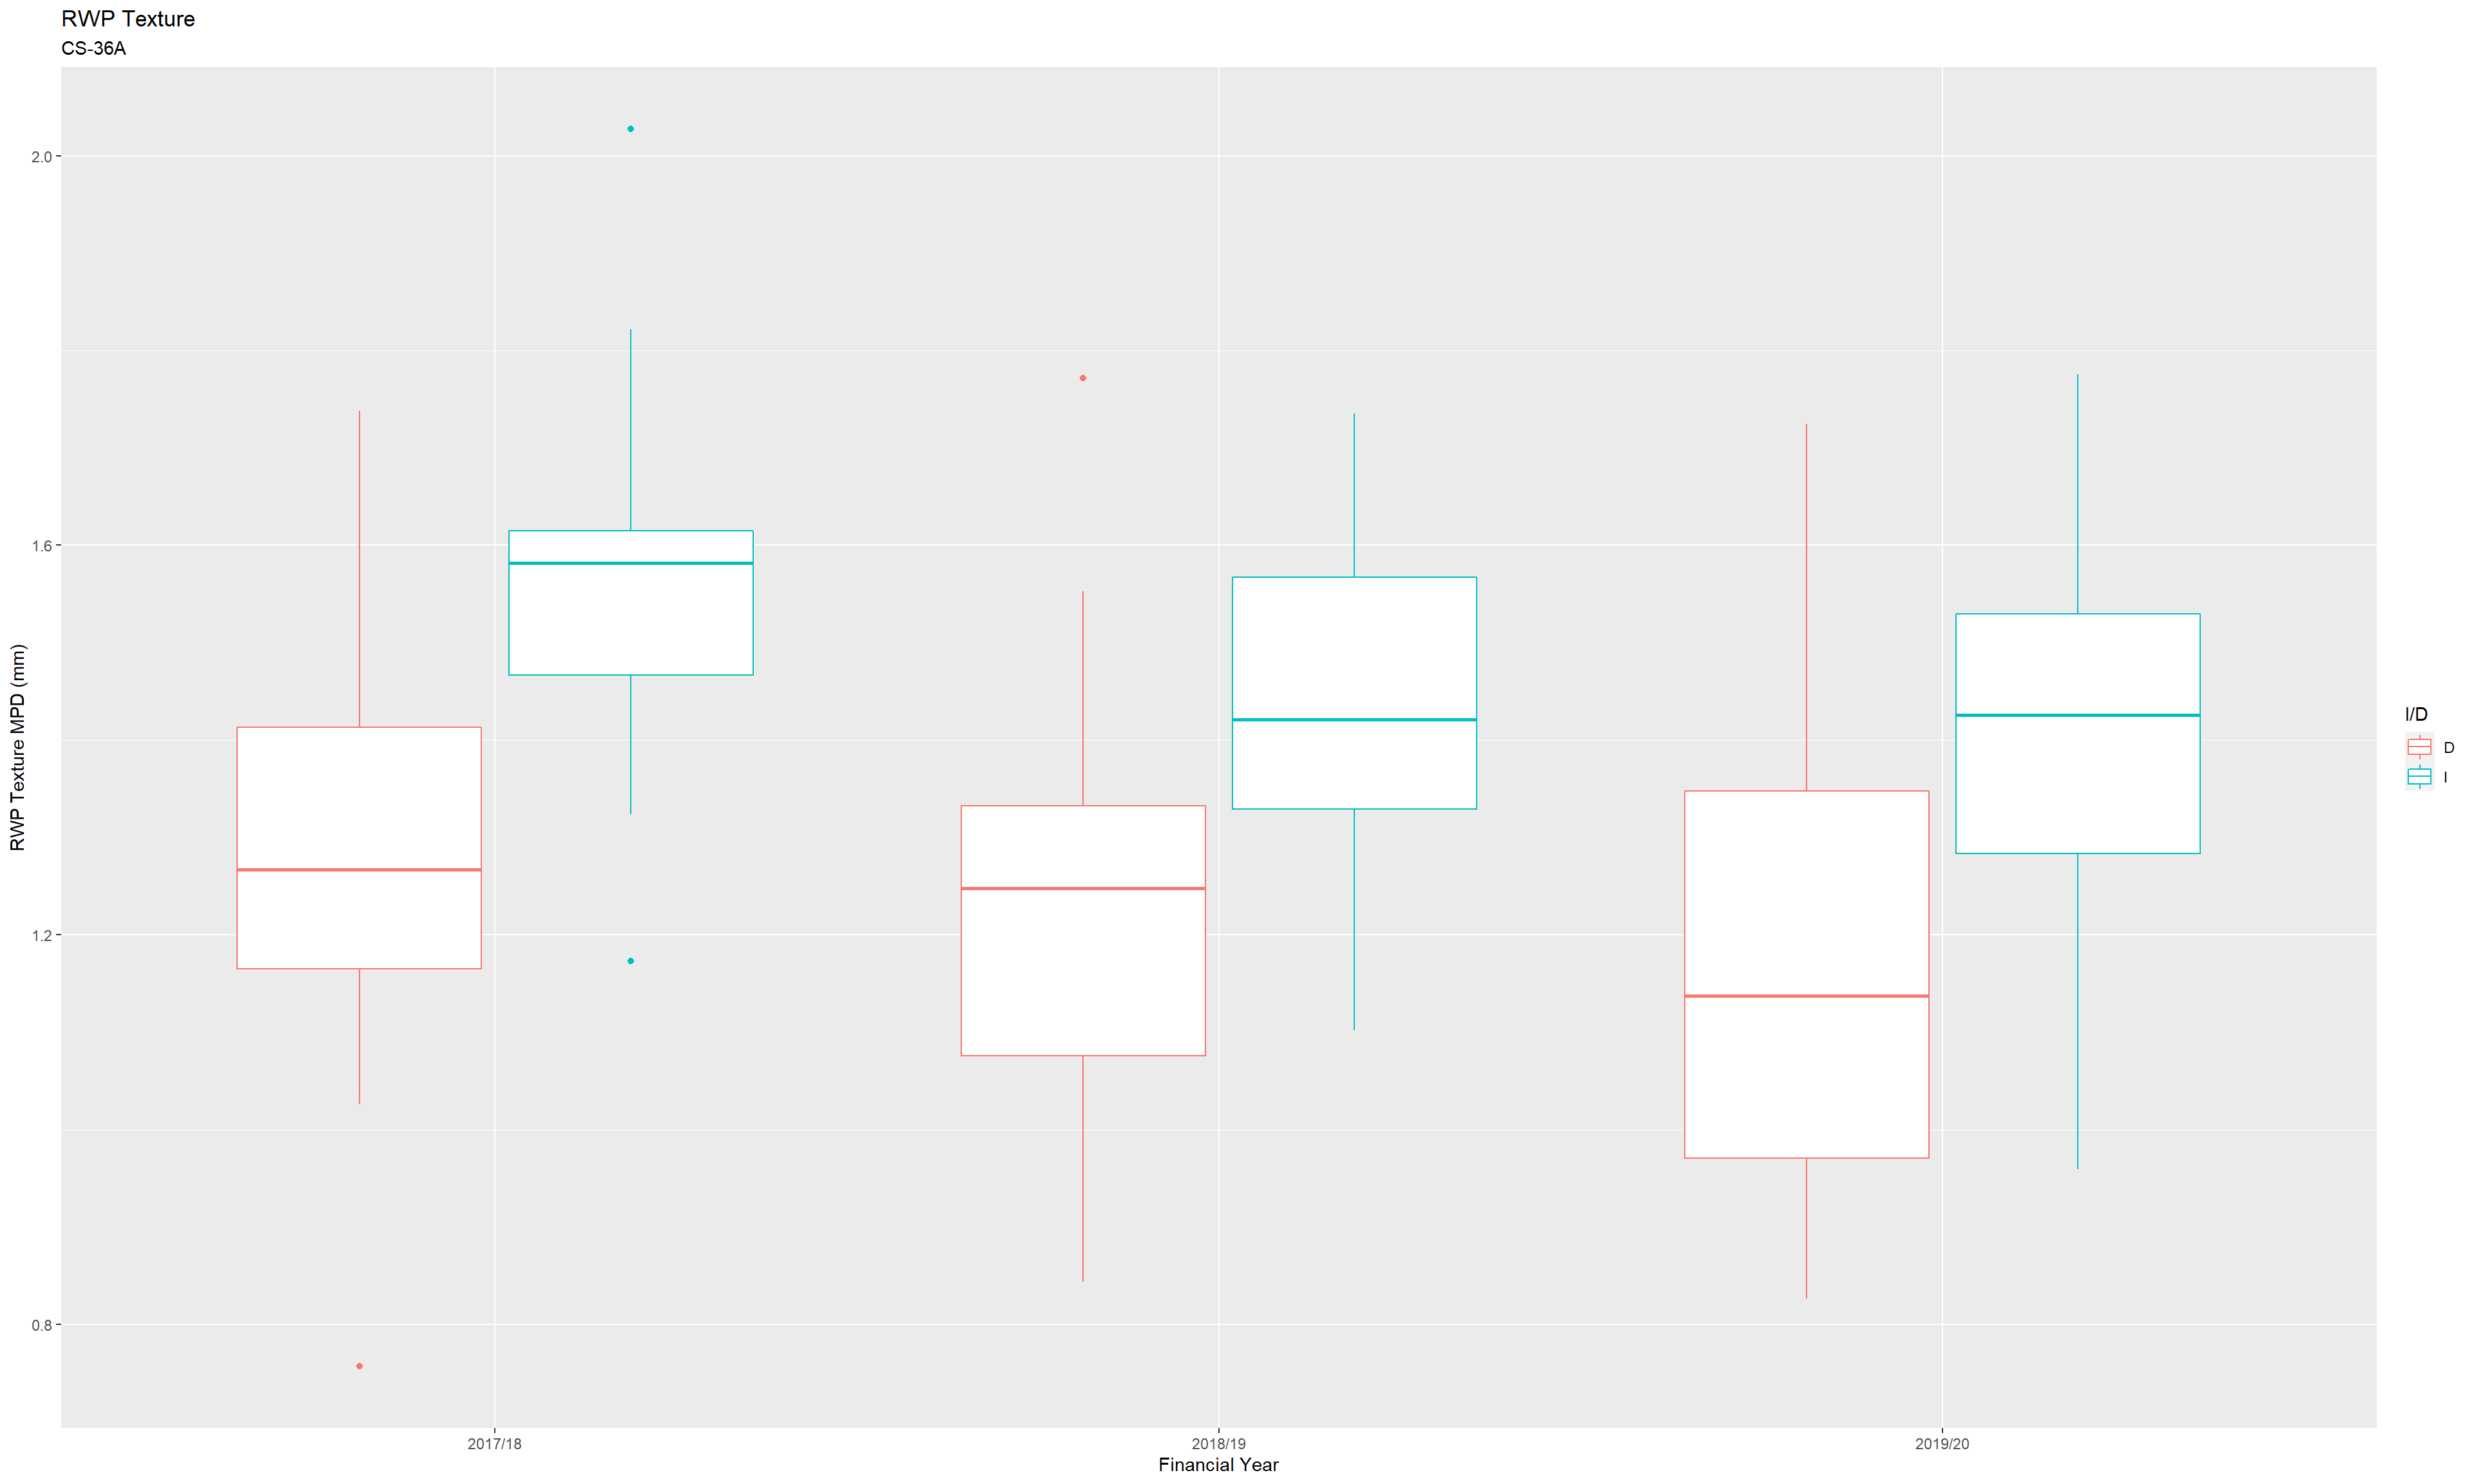 RWP Texture
CS-36A
RWP Texture MPD (mm)
2.0
1.6
1.2
0.8
2017/18
2018/19
2019/20
Financial Year
I/D
D
I